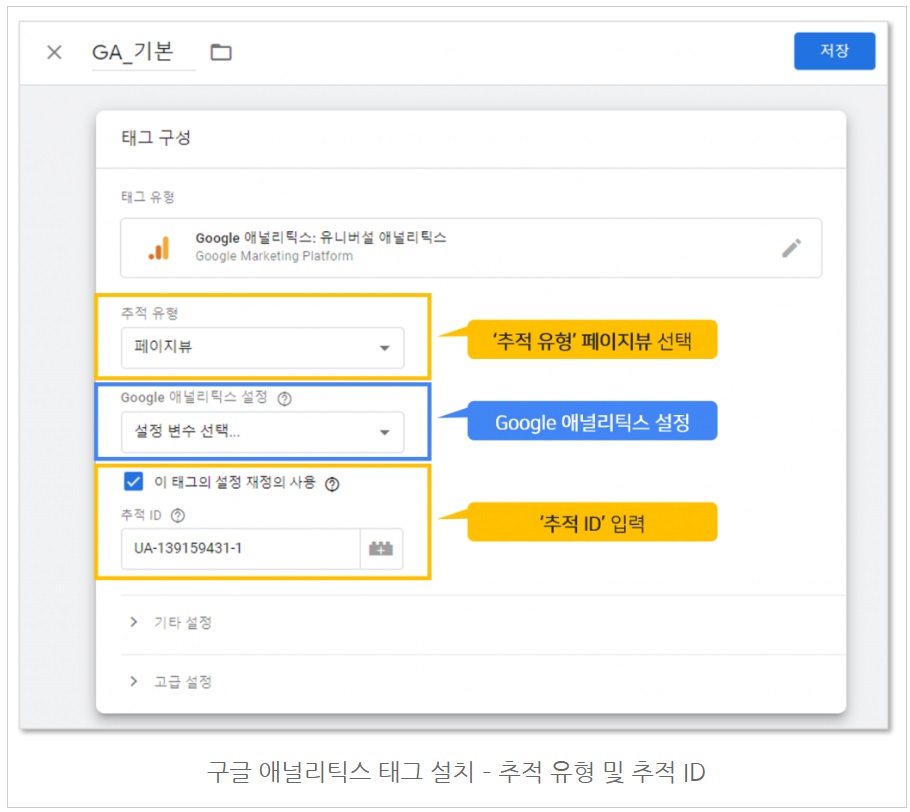 GA_기본
저장
태그 구성
태그 유형
Google 애널리틱스: 유니버설 애널리틱스
Google Marketing Platform
추적 유형
페이지뷰
'추적 유형' 페이지뷰 선택
Google 애널리틱스 설정
설정 변수 선택...
Google 애널리틱스 설정
이 태그의 설정 재정의 사용
추적 ID
UA-139159431-1
'추적 ID' 입력
기타 설정
고급 설정
구글 애널리틱스 태그 설치 - 추적 유형 및 추적 ID